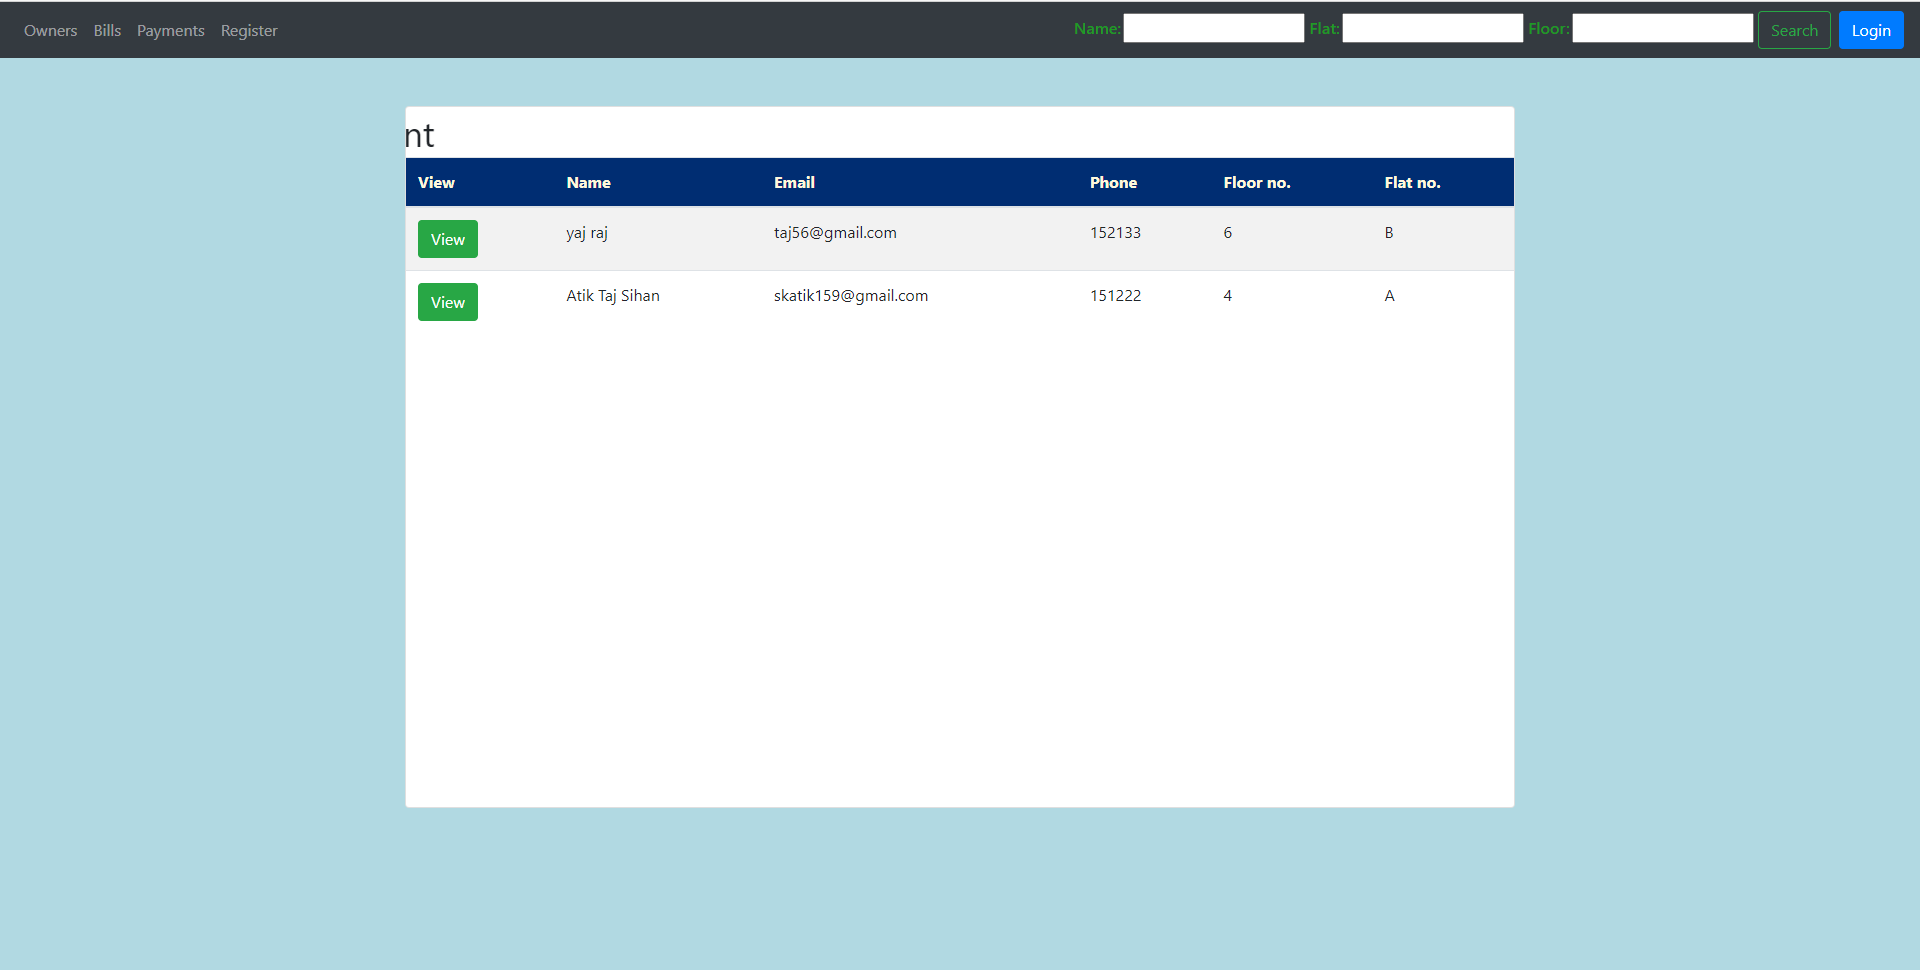 Owners Bills Payments Register Name: Flat: Floor: Search Login
nt
View Name Email Phone Floor no. Flat no.
View yaj raj taj56@gmail.com 152133 6 B
View Atik Taj Sihan skatik159@gmail.com 151222 4 A